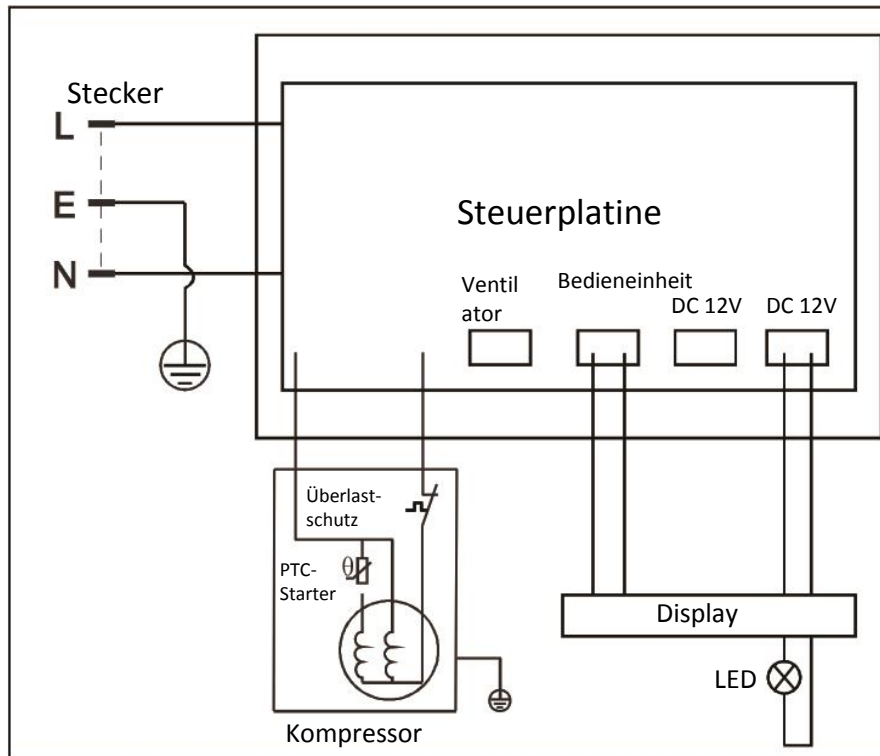 Stecker
L
E
N
Steuerplatine
Ventil
ator
Bedieneinheit
DC 12V
DC 12V
Überlast-
schutz
θ
PTC-
Starter
Kompressor
Display
LED